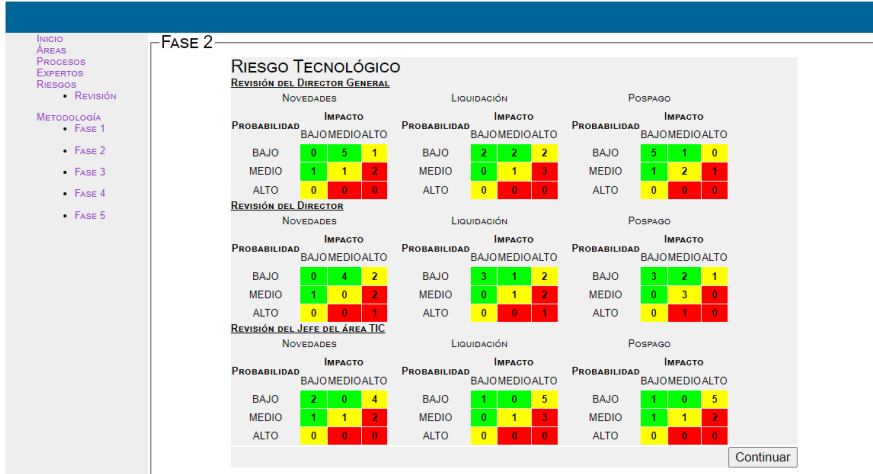 Inicio
Áreas
Procesos
Expertos
Riesgos
• Revisión
Metodología
• Fase 1
• Fase 2
• Fase 3
• Fase 4
• Fase 5
Fase 2
Riesgo Tecnológico
Revisión del Director General
Novedades Liquidación Pospago
Probabilidad Impacto Probabilidad Impacto Probabilidad Impacto
BAJO MEDIO ALTO BAJO MEDIO ALTO BAJO MEDIO ALTO
BAJO 0 5 1 BAJO 2 2 2 BAJO 5 1 0
MEDIO 1 1 2 MEDIO 0 1 3 MEDIO 1 2 1
ALTO 0 0 0 ALTO 0 0 0 ALTO 0 0 0
Revisión del Director
Novedades Liquidación Pospago
Probabilidad Impacto Probabilidad Impacto Probabilidad Impacto
BAJO MEDIO ALTO BAJO MEDIO ALTO BAJO MEDIO ALTO
BAJO 0 4 2 BAJO 3 1 2 BAJO 3 2 1
MEDIO 1 0 2 MEDIO 0 1 2 MEDIO 0 3 0
ALTO 0 0 1 ALTO 0 0 1 ALTO 0 1 0
Revisión del Jefe del área TIC
Novedades Liquidación Pospago
Probabilidad Impacto Probabilidad Impacto Probabilidad Impacto
BAJO MEDIO ALTO BAJO MEDIO ALTO BAJO MEDIO ALTO
BAJO 2 0 4 BAJO 1 0 5 BAJO 1 0 5
MEDIO 1 1 2 MEDIO 0 1 3 MEDIO 1 1 2
ALTO 0 0 0 ALTO 0 0 0 ALTO 0 0 0
Continuar